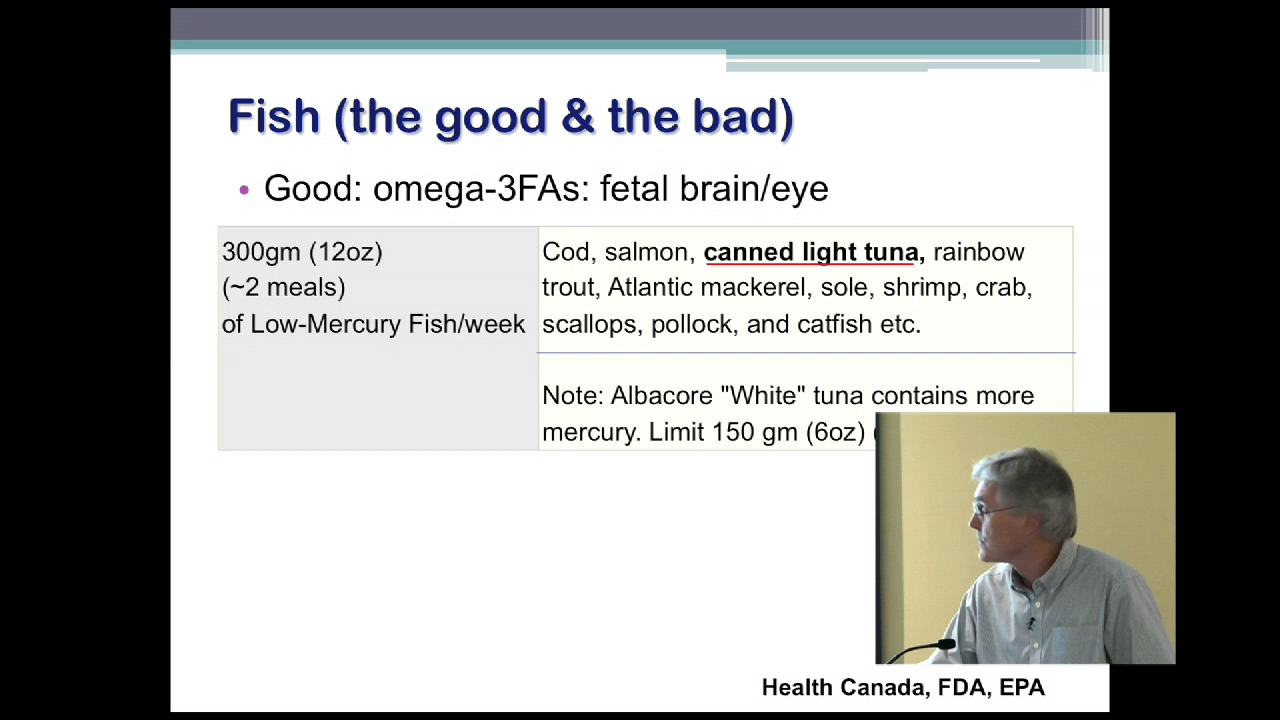 Fish (the good & the bad)
• Good: omega-3FAs: fetal brain/eye
300gm (12oz)
(~2 meals)
of Low-Mercury Fish/week
Cod, salmon, canned light tuna, rainbow
trout, Atlantic mackerel, sole, shrimp, crab,
scallops, pollock, and catfish etc.
Note: Albacore "White" tuna contains more
mercury. Limit 150 gm (6oz)
Health Canada, FDA, EPA